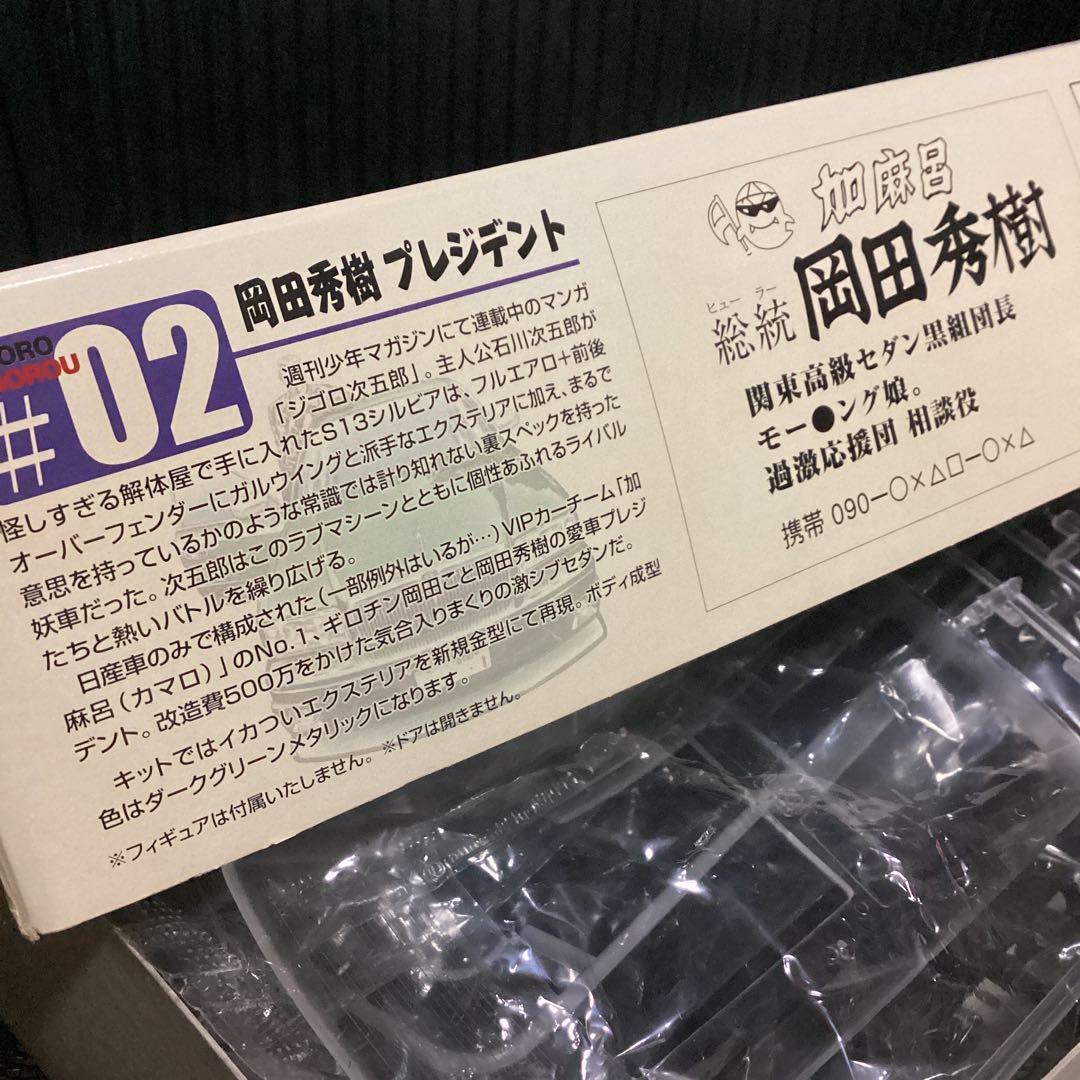 ORO
#02
岡田秀樹 プレジデント
週刊少年マガジンにて連載中のマンガ
「ジゴロ次五郎」。主人公石川次五郎が
怪しすぎる解体屋で手に入れたS13シルビアは、フルエアロ+前後
オーバーフェンダーにガルウイングと派手なエクステリアに加え、まるで
意思を持っているかのような常識では計り知れない裏スペックを持った
妖車だった。次五郎はこのラブマシーンとともに個性あふれるライバル
たちと熱いバトルを繰り広げる。
日産車のみで構成された(一部例外はいるが…)VIPカーチーム「加
麻呂(カマロ)」のNo.1、ギロチン岡田こと岡田秀樹の愛車プレジ
デント。改造費500万をかけた気合入りまくりの激シブセダンだ。
キットではイカついエクステリアを新規金型にて再現。ボディ成型
色はダークグリーンメタリックになります。
※フィギュアは付属いたしません。※ドアは開きません。
加麻呂
ヒューラー
総統 岡田秀樹
関東高級セダン黒組団長
モー●ング娘。
過激応援団 相談役
携帯 090-○×△□-○×△